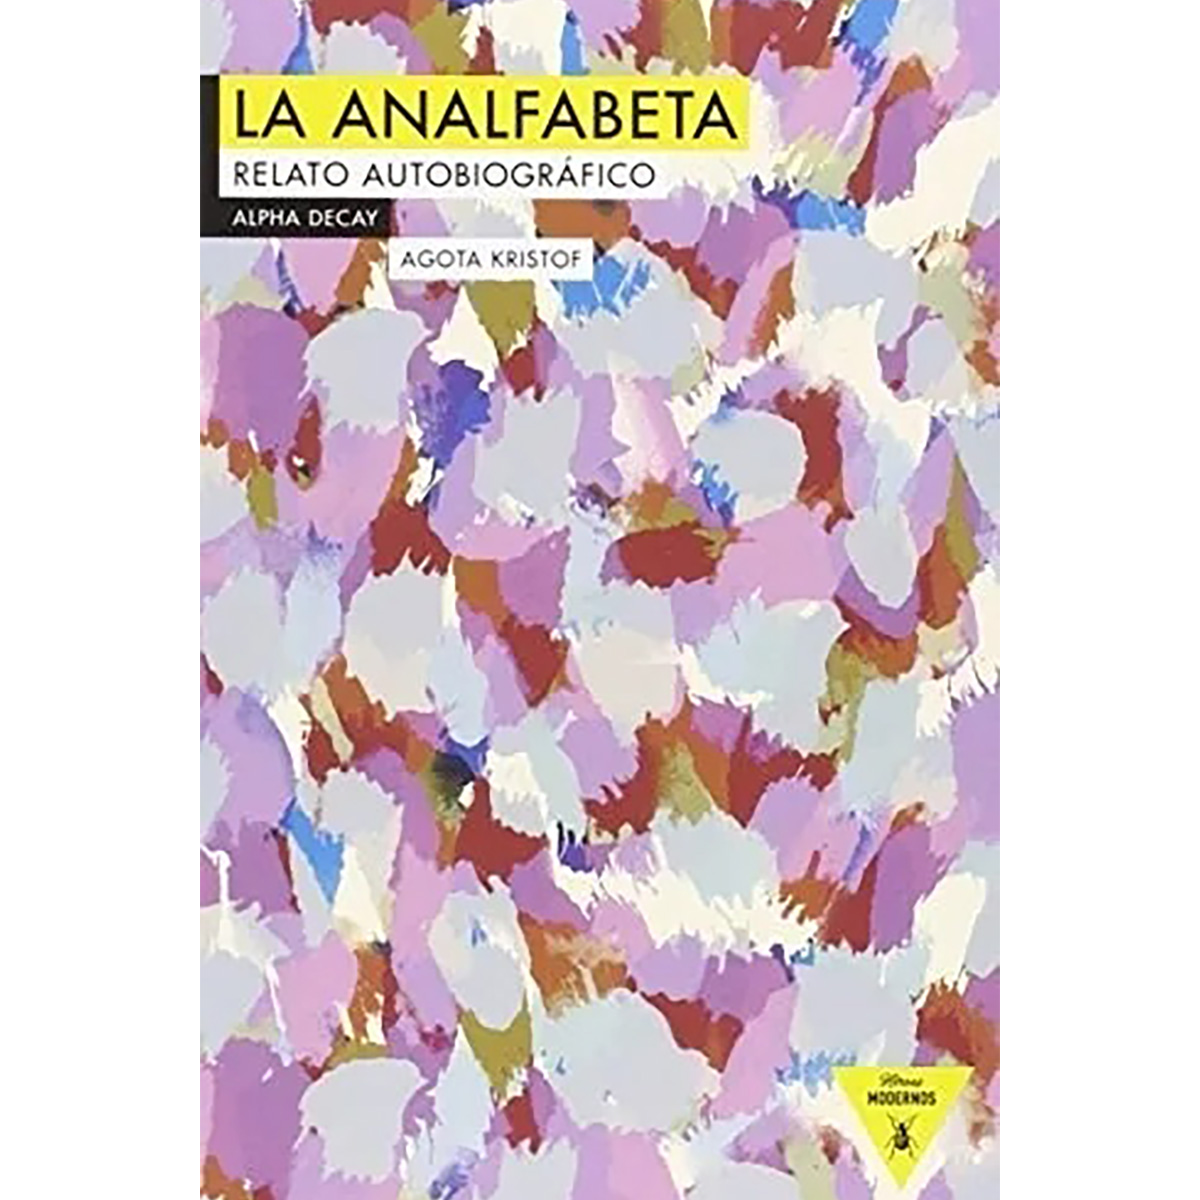 LA ANALFABETA
RELATO AUTOBIOGRÁFICO
ALPHA DECAY
AGOTA KRISTOF
Héroes
MODERNOS